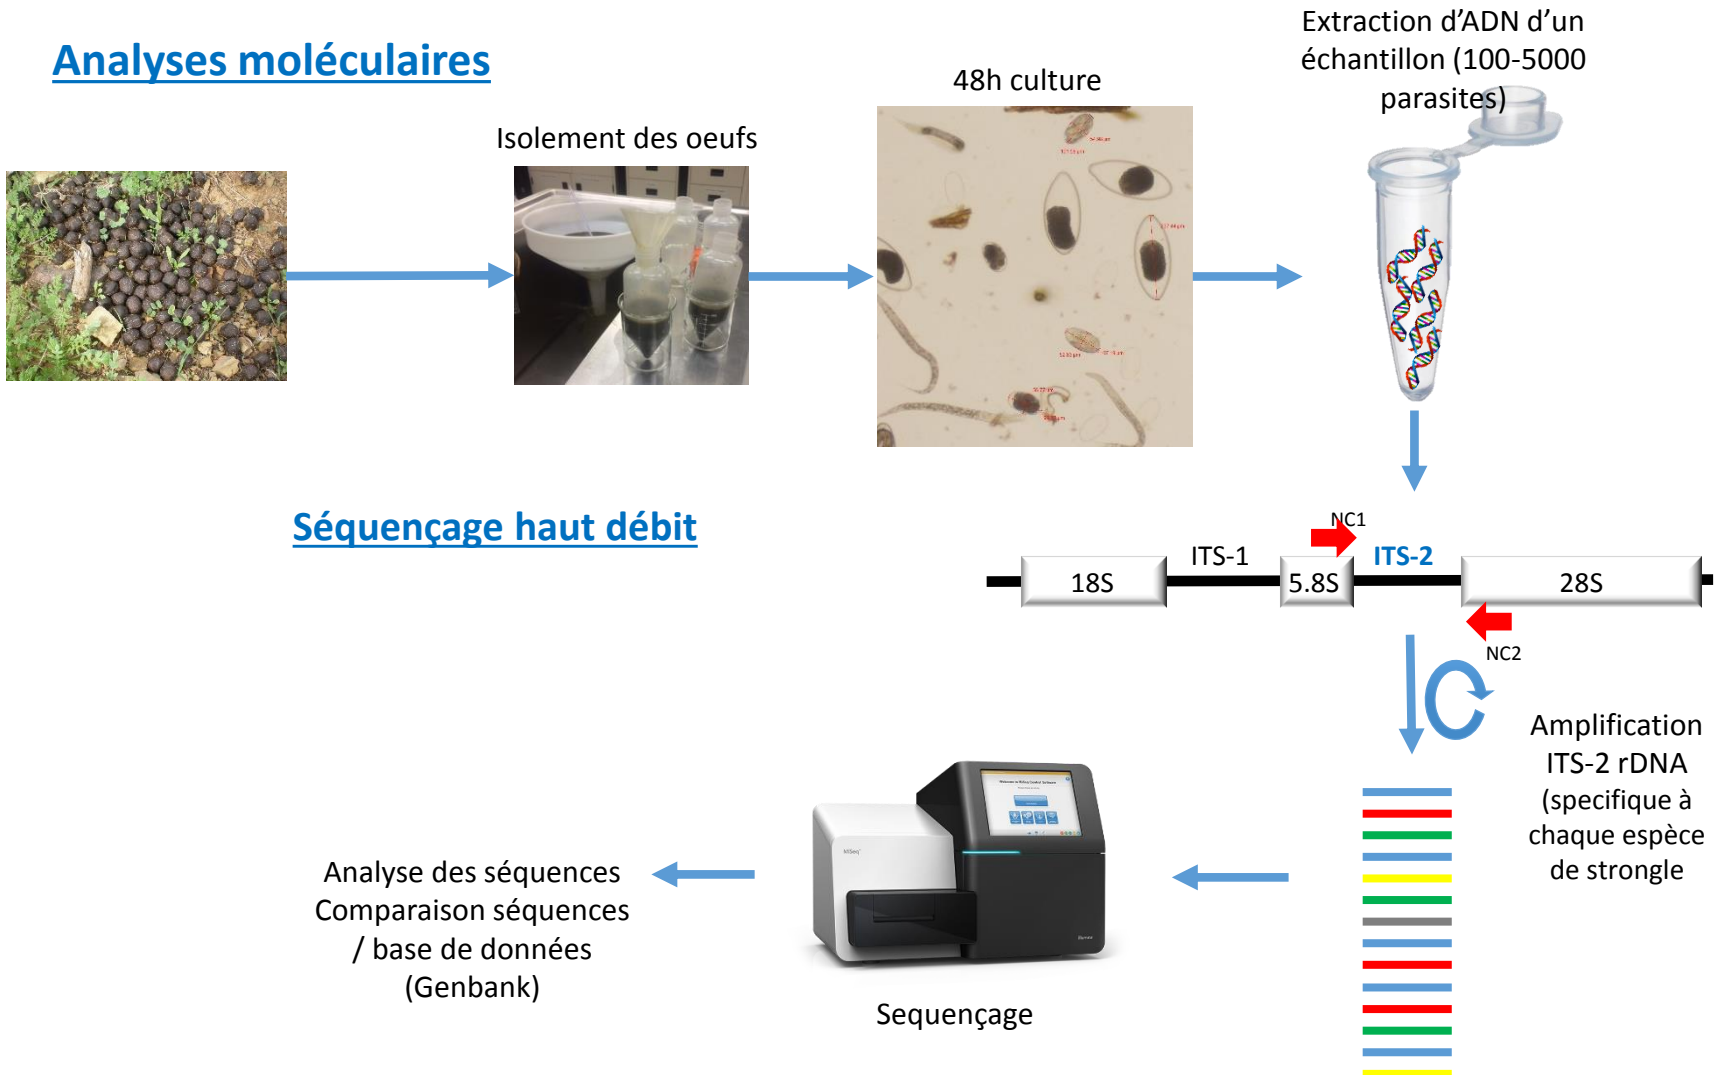 Analyses moléculaires
Extraction d'ADN d'un
échantillon (100-5000
parasites)
48h culture
Isolement des oeufs
Séquençage haut débit
NC1
ITS-1
ITS-2
18S
5.8S
28S
NC2
Amplification
ITS-2 rDNA
(specifique à
chaque espèce
de strongle
MiSeq
Analyse des séquences
Comparaison séquences
/ base de données
(Genbank)
Sequençage